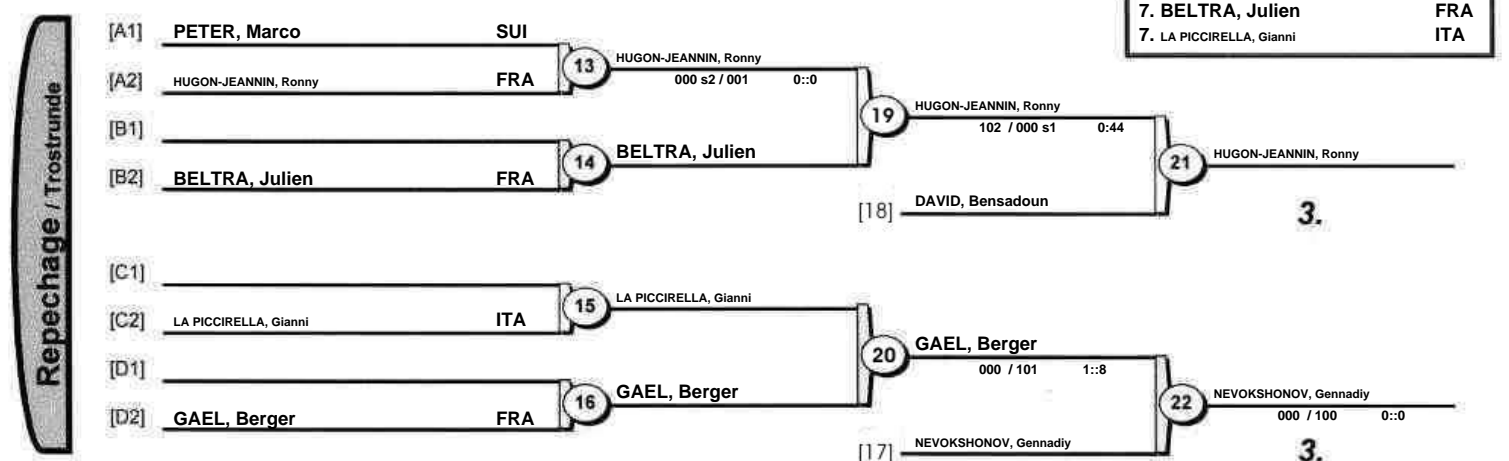 7. BELTRA, Julien FRA
7. LA PICCIRELLA, Gianni ITA
Repechage / Trostrunde
[A1] PETER, Marco SUI
13 HUGON-JEANNIN, Ronny
000 s2 / 001 0::0
[A2] HUGON-JEANNIN, Ronny FRA
19 HUGON-JEANNIN, Ronny
102 / 000 s1 0:44
[B1]
14 BELTRA, Julien
[B2] BELTRA, Julien FRA
21 HUGON-JEANNIN, Ronny
[18] DAVID, Bensadoun
3.
[C1]
15 LA PICCIRELLA, Gianni
[C2] LA PICCIRELLA, Gianni ITA
20 GAEL, Berger
000 / 101 1::8
[D1]
16 GAEL, Berger
[D2] GAEL, Berger FRA
22 NEVOKSHONOV, Gennadiy
000 / 100 0::0
[17] NEVOKSHONOV, Gennadiy
3.